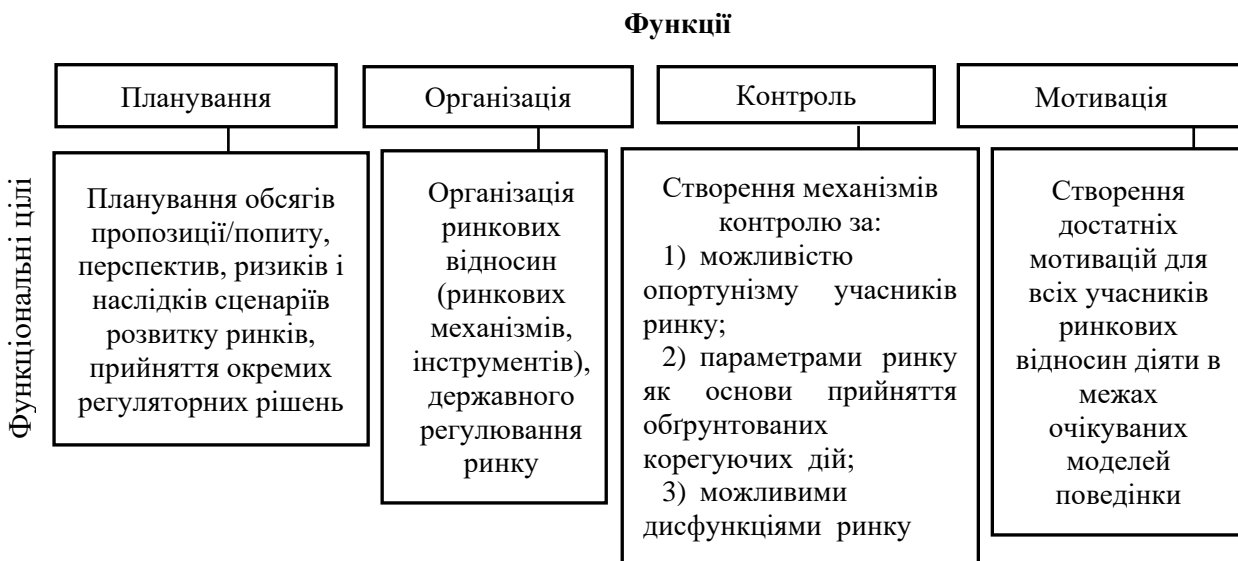 Функції
Планування
Організація
Контроль
Мотивація
Функціональні цілі
Планування обсягів
пропозиції/попиту,
перспектив, ризиків і
наслідків сценаріїв
розвитку ринків,
прийняття окремих
регуляторних рішень
Організація
ринкових
відносин
(ринкових
механізмів,
інструментів),
державного
регулювання
ринку
Створення механізмів
контролю за:
1) можливістю
опортунізму учасників
ринку;
2) параметрами ринку
як основи прийняття
обґрунтованих
корегуючих дій;
3) можливими
дисфункціями ринку
Створення
достатніх
мотивацій для
всіх учасників
ринкових
відносин діяти в
межах
очікуваних
моделей
поведінки